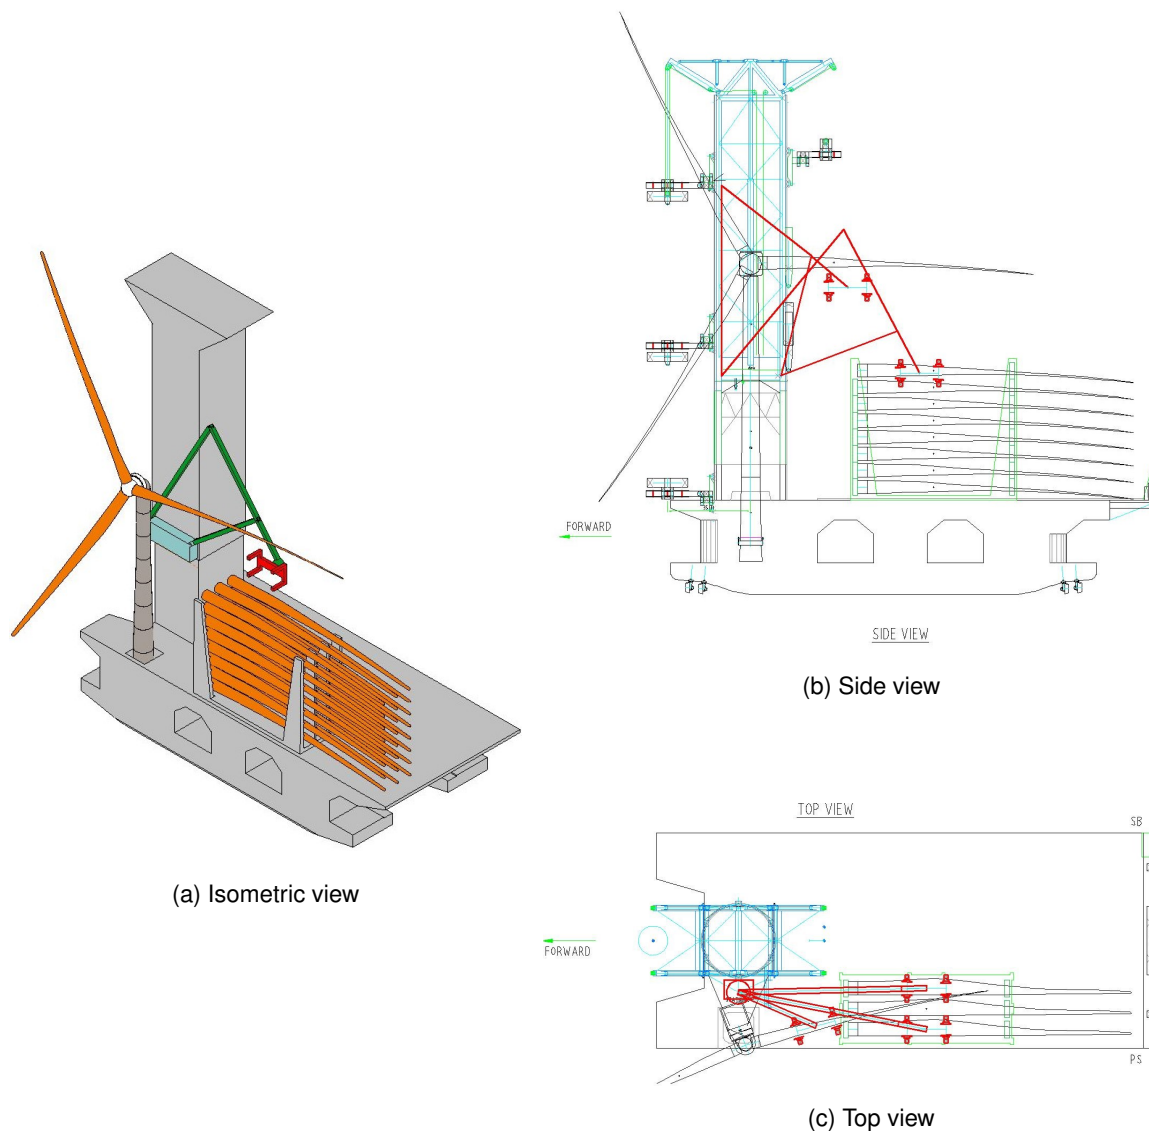 FORWARD
SIDE VIEW
(b) Side view
(a) Isometric view
TOP VIEW
SB
FORWARD
PS
(c) Top view